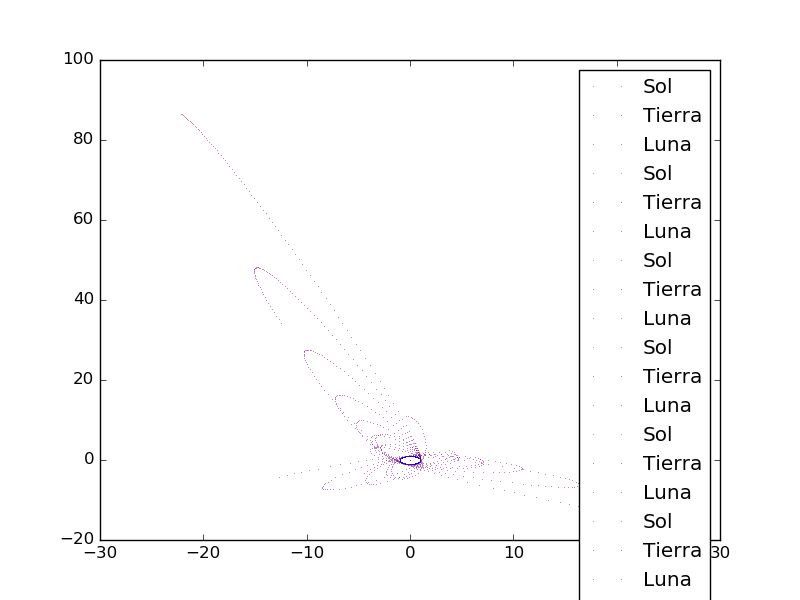 100
80
60
40
20
0
−20
−30
−20
−10
0
10
30
Sol
Tierra
Luna
Sol
Tierra
Luna
Sol
Tierra
Luna
Sol
Tierra
Luna
Sol
Tierra
Luna
Sol
Tierra
Luna